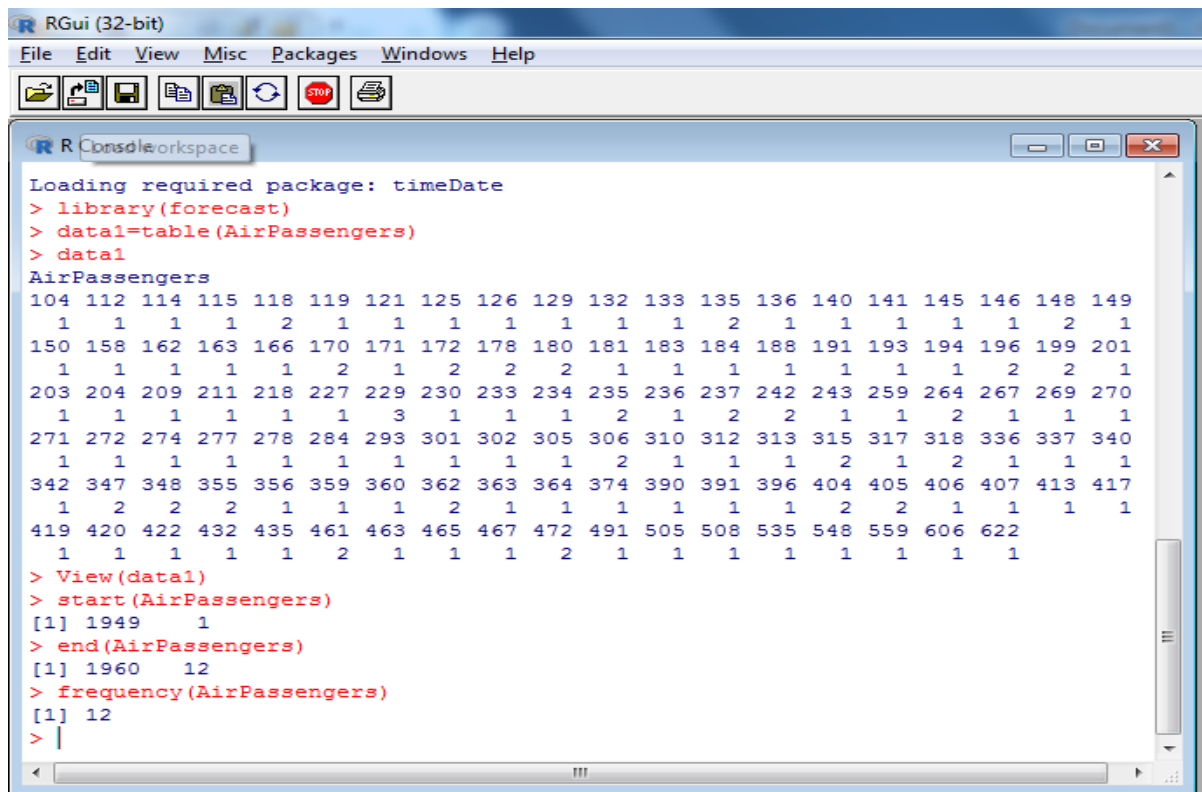 RGui (32-bit)
File Edit View Misc Packages Windows Help
STOP
R Console
Load workspace
Loading required package: timeDate
> library(forecast)
> data1=table(AirPassengers)
> data1
AirPassengers
104 112 114 115 118 119 121 125 126 129 132 133 135 136 140 141 145 146 148 149
1 1 1 1 2 1 1 1 1 1 1 1 2 1 1 1 1 1 2 1
150 158 162 163 166 170 171 172 178 180 181 183 184 188 191 193 194 196 199 201
1 1 1 1 1 2 1 2 2 2 1 1 1 1 1 1 1 2 2 1
203 204 209 211 218 227 229 230 233 234 235 236 237 242 243 259 264 267 269 270
1 1 1 1 1 1 3 1 1 1 2 1 2 2 1 1 2 1 1 1
271 272 274 277 278 284 293 301 302 305 306 310 312 313 315 317 318 336 337 340
1 1 1 1 1 1 1 1 1 2 1 1 1 2 1 2 1 1 1
342 347 348 355 356 359 360 362 363 364 374 390 391 396 404 405 406 407 413 417
1 2 2 2 1 1 1 2 1 1 1 1 1 1 2 2 1 1 1 1
419 420 422 432 435 461 463 465 467 472 491 505 508 535 548 559 606 622
1 1 1 1 1 2 1 1 1 2 1 1 1 1 1 1 1 1
> View(data1)
> start(AirPassengers)
[1] 1949 1
> end(AirPassengers)
[1] 1960 12
> frequency(AirPassengers)
[1] 12
>